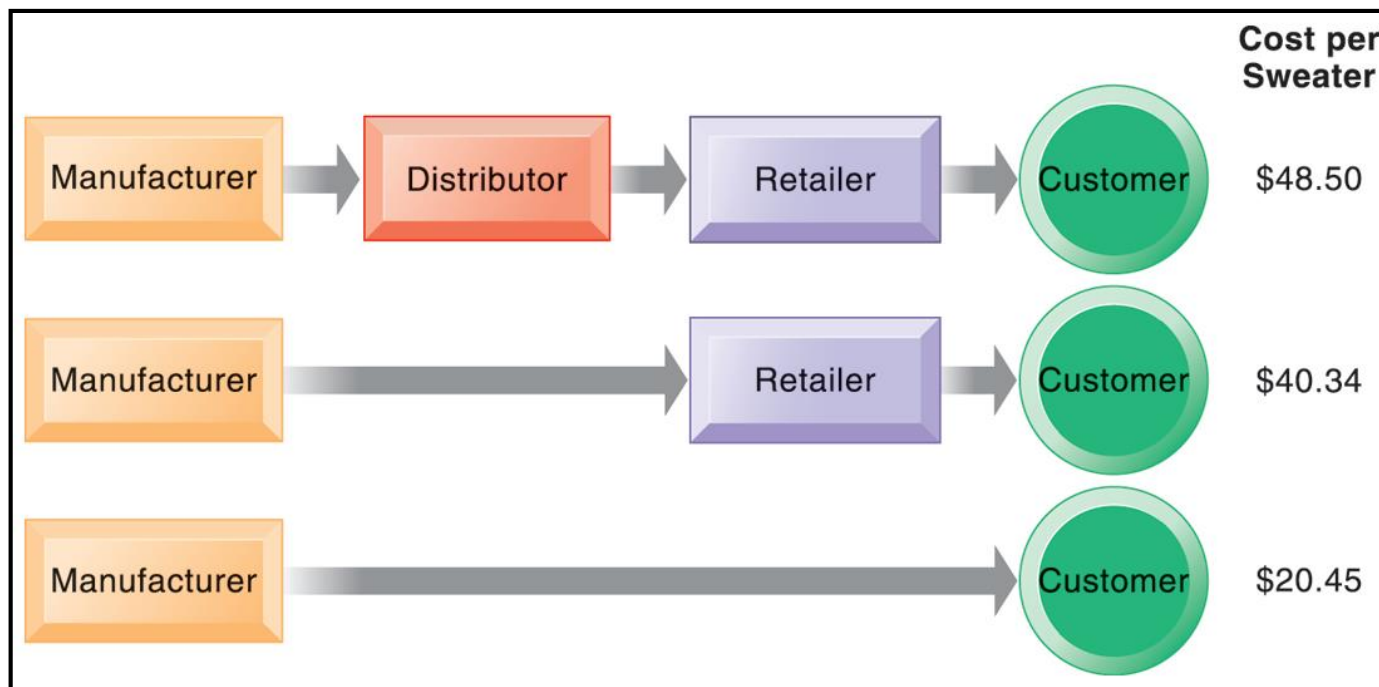 Cost per
Sweater
Manufacturer Distributor Retailer Customer $48.50
Manufacturer Retailer Customer $40.34
Manufacturer Customer $20.45